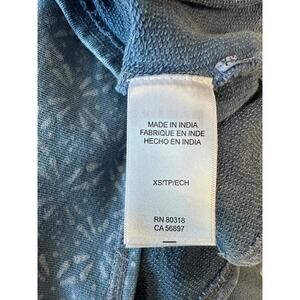 MADE IN INDIA
FABRIQUE EN INDE
HECHO EN INDIA
XS/TP/ECH
RN 80318
CA 56897